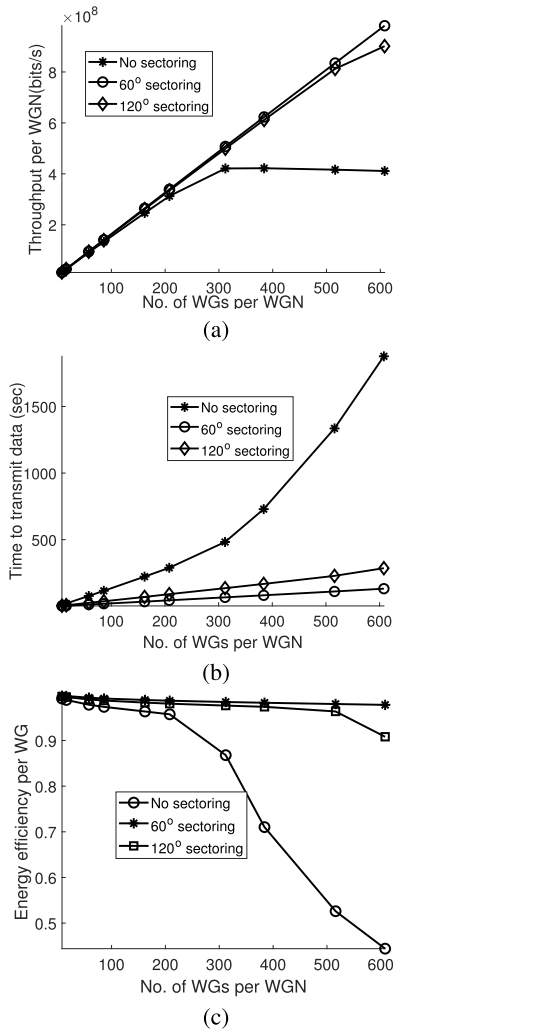 ×10⁸
Throughput per WGN(bits/s)
8
6
4
2
No sectoring
60° sectoring
120° sectoring
100 200 300 400 500 600
No. of WGs per WGN
(a)
Time to transmit data (sec)
1500
1000
500
No sectoring
60° sectoring
120° sectoring
100 200 300 400 500 600
No. of WGs per WGN
(b)
Energy efficiency per WG
0.9
0.8
0.7
0.6
0.5
No sectoring
60° sectoring
120° sectoring
100 200 300 400 500 600
No. of WGs per WGN
(c)